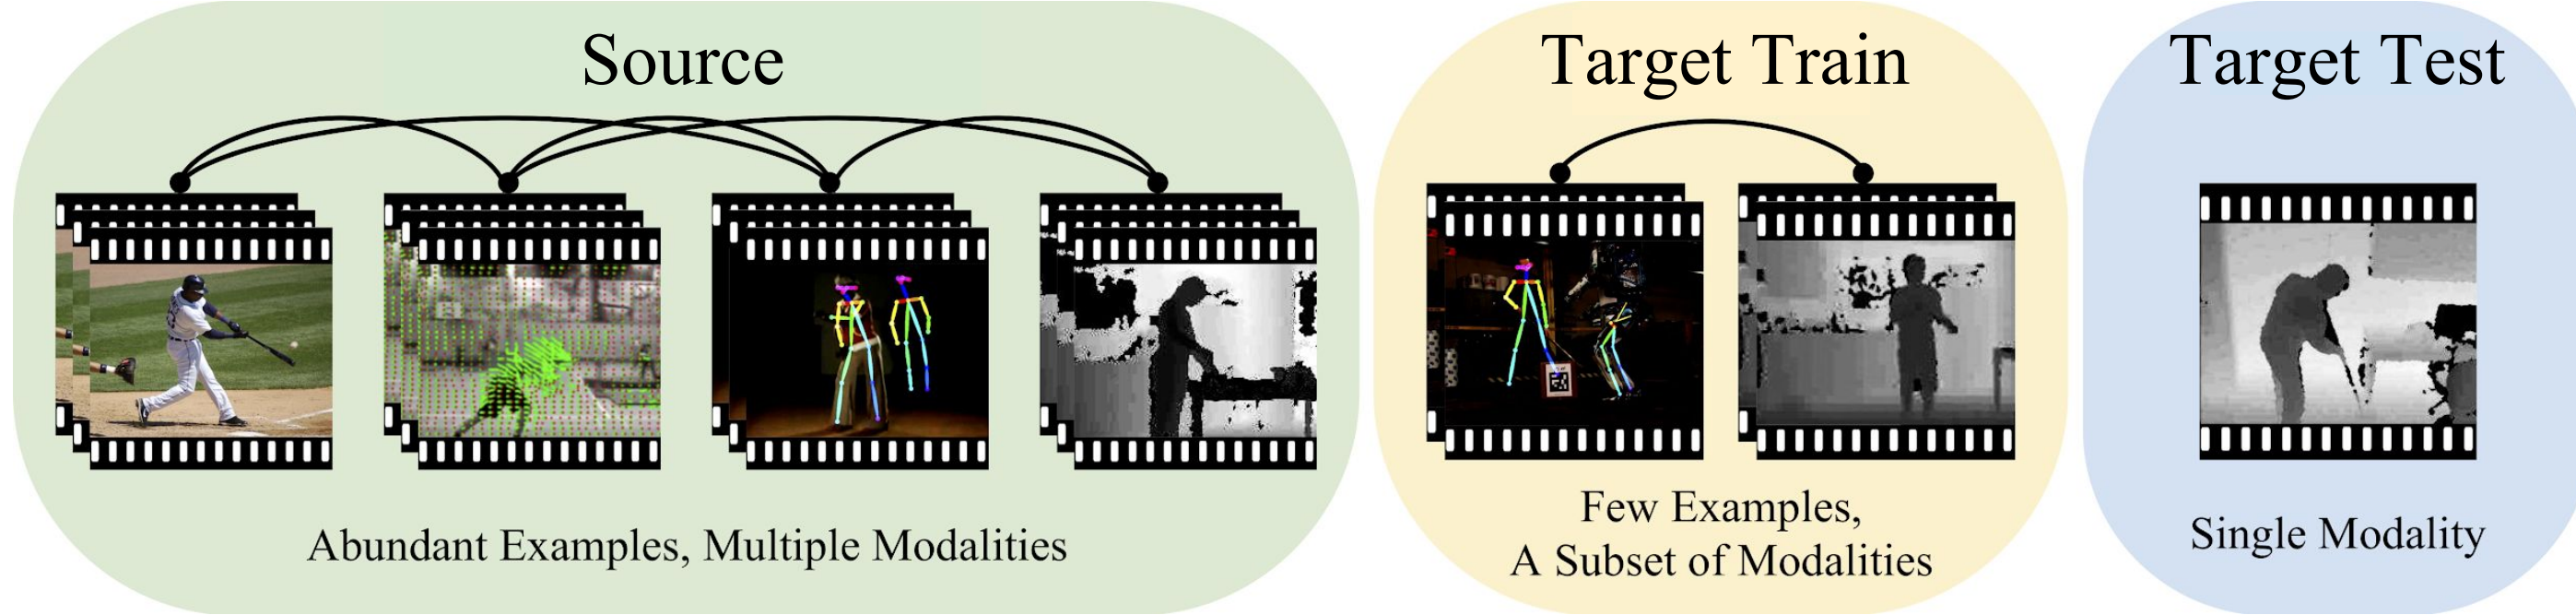 Source
Abundant Examples, Multiple Modalities
Target Train
Few Examples,
A Subset of Modalities
Target Test
Single Modality